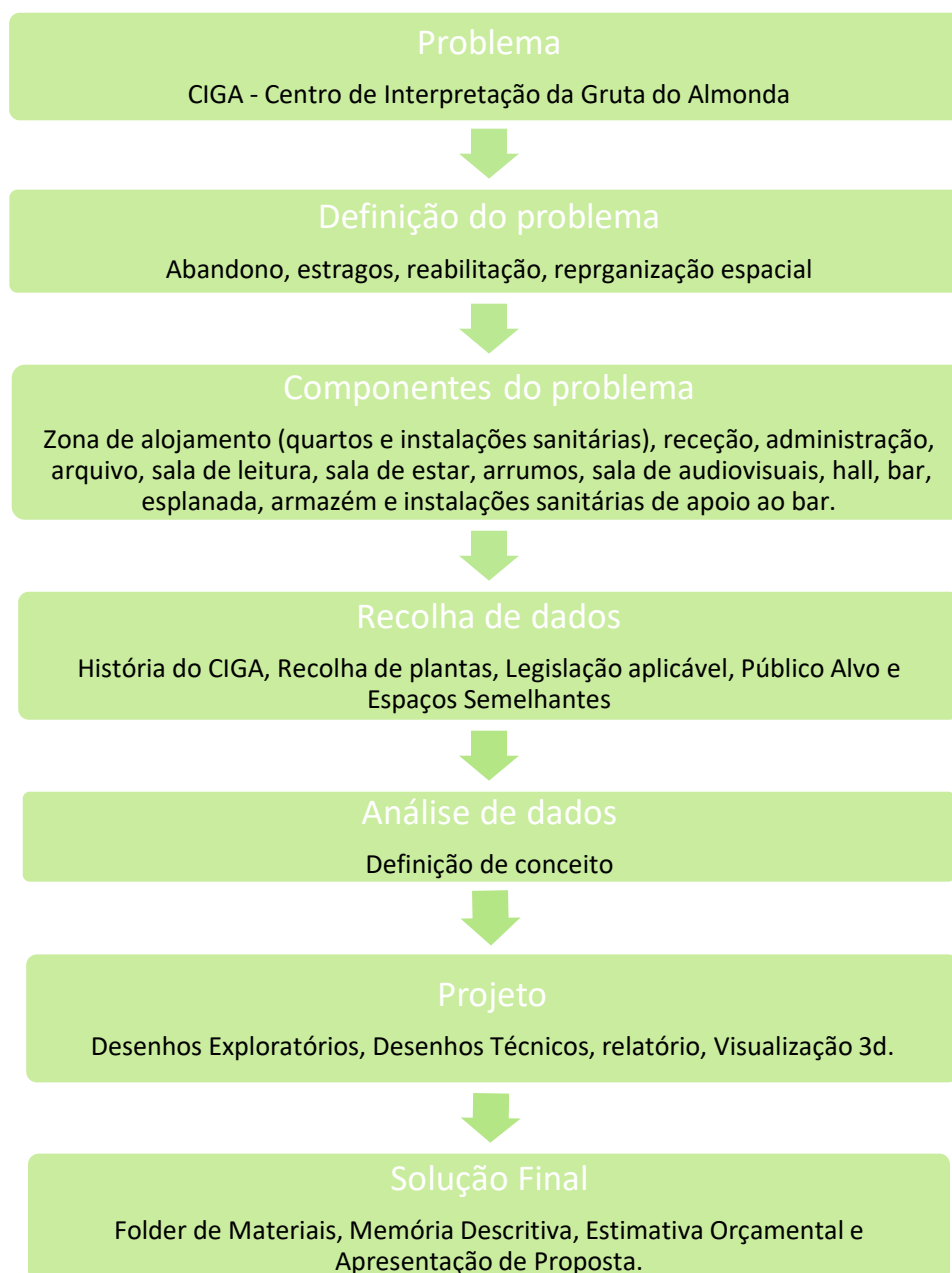 Problema
CIGA - Centro de Interpretação da Gruta do Almonda
Definição do problema
Abandono, estragos, reabilitação, reprganização espacial
Componentes do problema
Zona de alojamento (quartos e instalações sanitárias), receção, administração,
arquivo, sala de leitura, sala de estar, arrumos, sala de audiovisuais, hall, bar,
esplanada, armazém e instalações sanitárias de apoio ao bar.
Recolha de dados
História do CIGA, Recolha de plantas, Legislação aplicável, Público Alvo e
Espaços Semelhantes
Análise de dados
Definição de conceito
Projeto
Desenhos Exploratórios, Desenhos Técnicos, relatório, Visualização 3d.
Solução Final
Folder de Materiais, Memória Descritiva, Estimativa Orçamental e
Apresentação de Proposta.